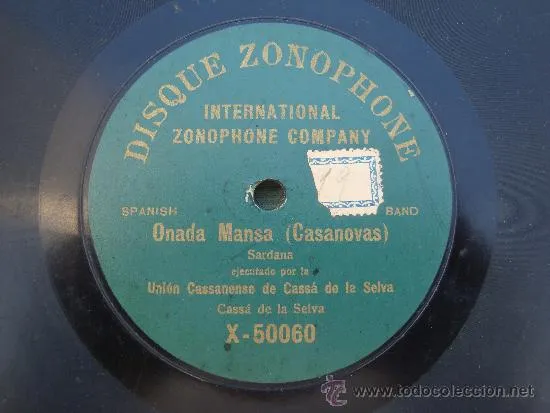 DISQUE ZONOPHONE
INTERNATIONAL
ZONOPHONE COMPANY
19
SPANISH BAND
Onada Mansa (Casanovas)
Sardana
ejecutado por la
Unión Cassanense de Cassá de la Selva
Cassá de la Selva
X-50060
www.todocoleccion.net